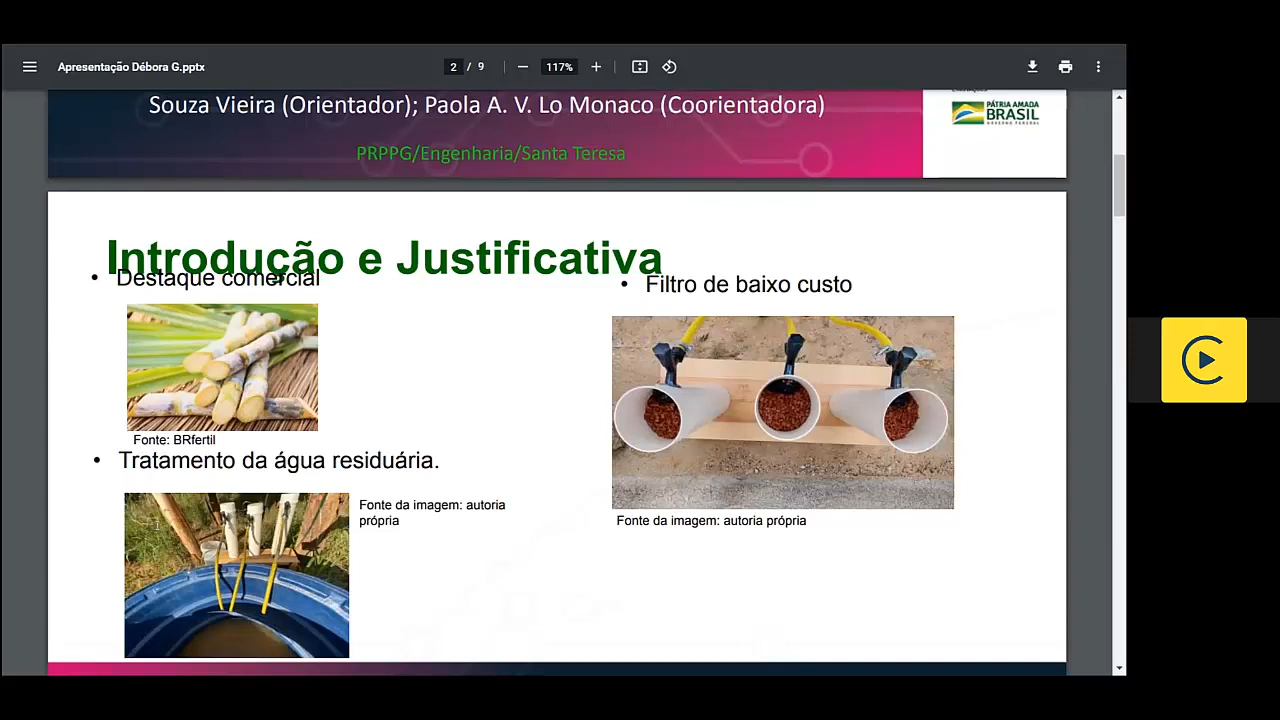 Apresentação Débora G.pptx
2 / 9
117%
Souza Vieira (Orientador); Paola A. V. Lo Monaco (Coorientadora)
PRPPG/Engenharia/Santa Teresa
PÁTRIA AMADA
BRASIL
GOVERNO FEDERAL
Introdução e Justificativa
• Destaque comercial
Fonte: BRfertil
• Tratamento da água residuária.
Fonte da imagem: autoria
própria
• Filtro de baixo custo
Fonte da imagem: autoria própria